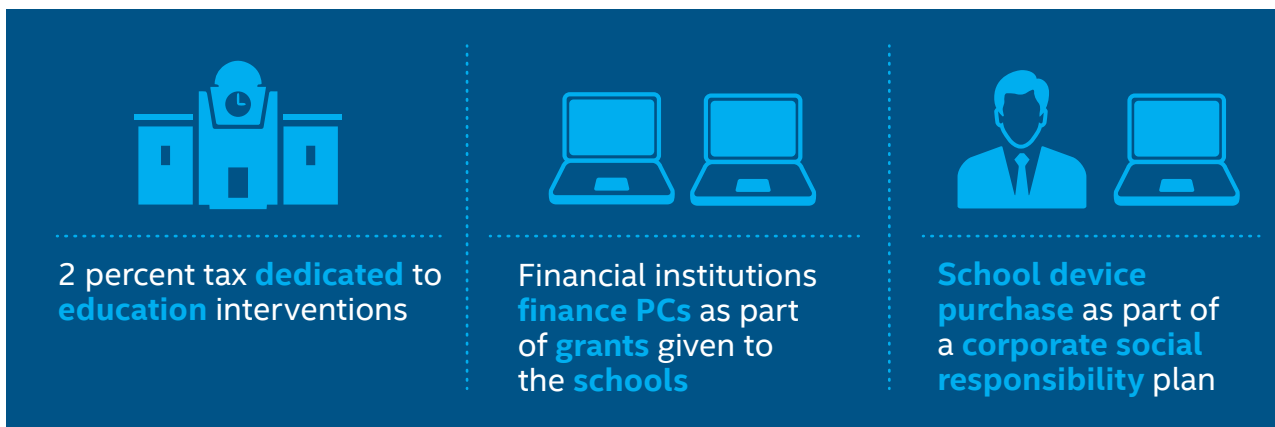 2 percent tax dedicated to
education interventions
Financial institutions
finance PCs as part
of grants given to
the schools
School device
purchase as part of
a corporate social
responsibility plan